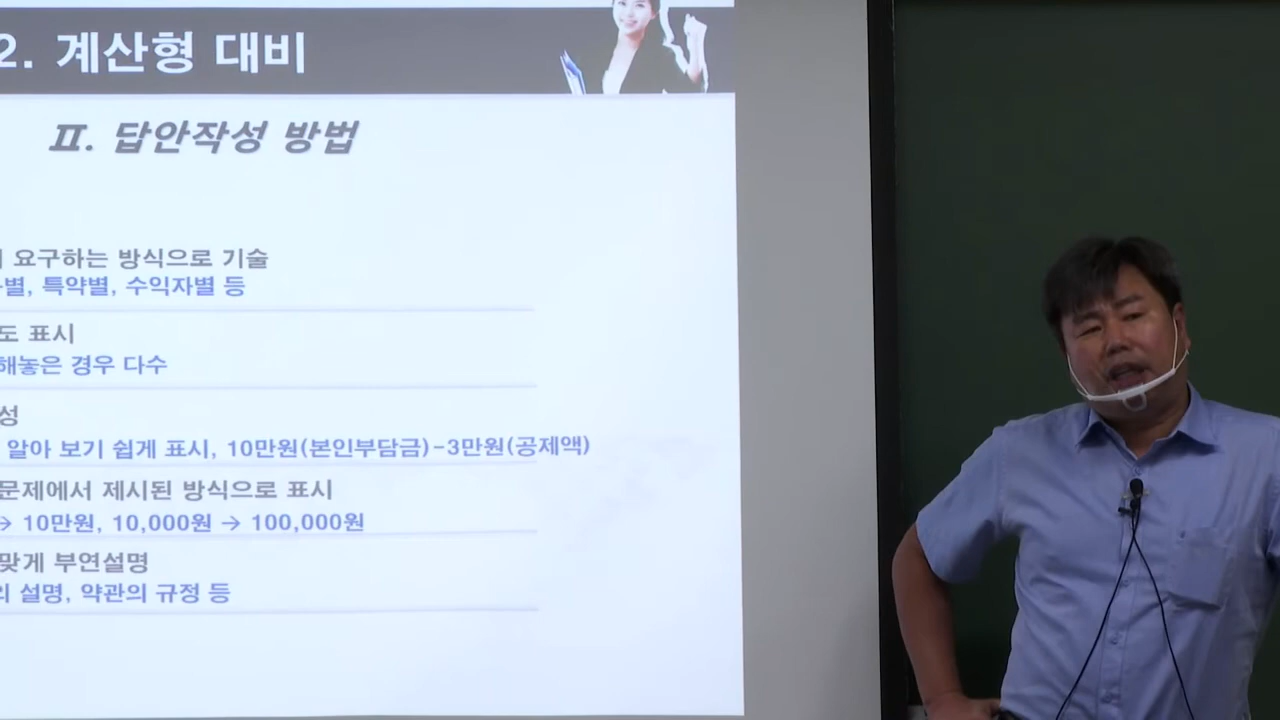 2. 계산형 대비
Ⅱ. 답안작성 방법
요구하는 방식으로 기술
별, 특약별, 수익자별 등
도 표시
해놓은 경우 다수
성
알아 보기 쉽게 표시, 10만원(본인부담금)-3만원(공제액)
문제에서 제시된 방식으로 표시
→ 10만원, 10,000원 → 100,000원
맞게 부연설명
의 설명, 약관의 규정 등